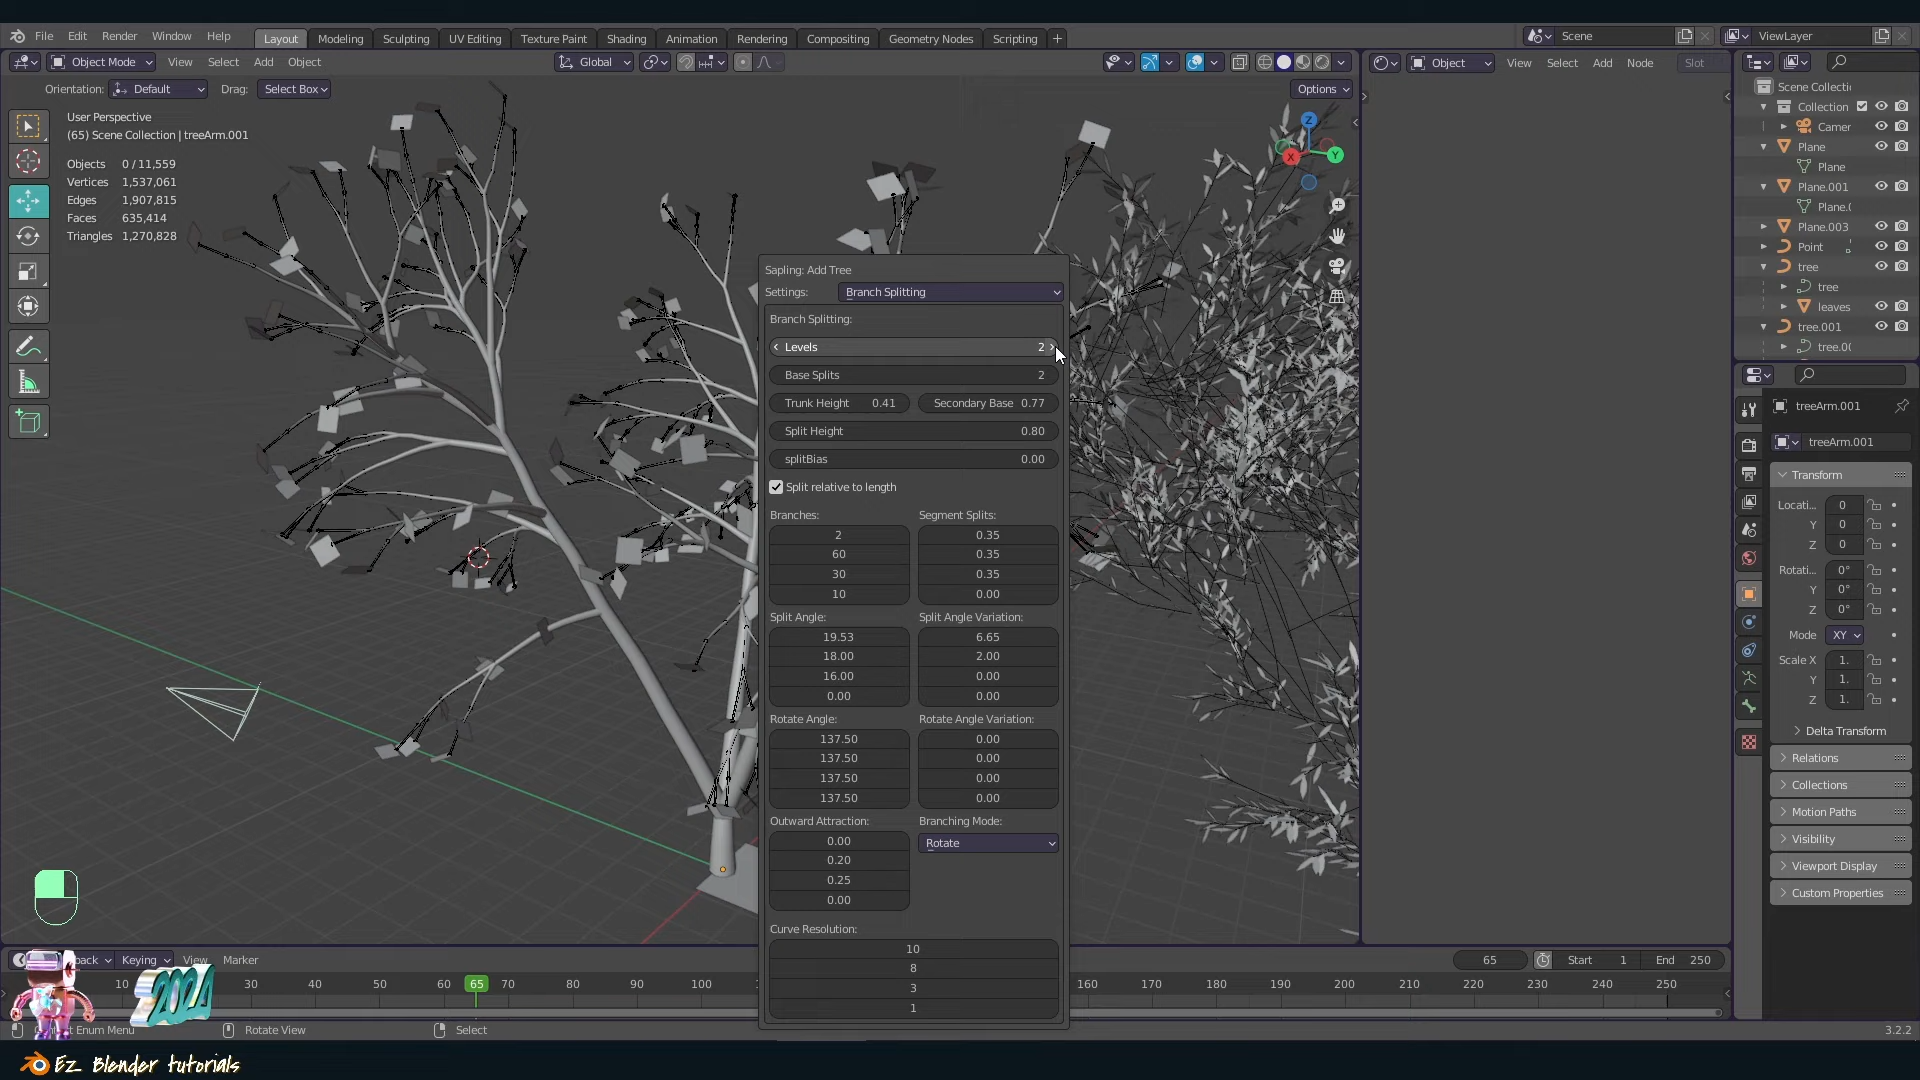 File Edit Render Window Help Layout Modeling Sculpting UV Editing Texture Paint Shading Animation Rendering Compositing Geometry Nodes Scripting + Scene ViewLayer
Object Mode View Select Add Object Global Object View Select Add Node Slot
Orientation: Default Drag: Select Box Options
User Perspective
(65) Scene Collection | treeArm.001
Objects 0 / 11,559
Vertices 1,537,061
Edges 1,907,815
Faces 635,414
Triangles 1,270,828
Z
X
Y
Sapling: Add Tree
Settings: Branch Splitting
Branch Splitting:
Levels 2
Base Splits 2
Trunk Height 0.41 Secondary Base 0.77
Split Height 0.80
splitBias 0.00
Split relative to length
Branches: Segment Splits:
2 0.35
60 0.35
30 0.35
10 0.00
Split Angle: Split Angle Variation:
19.53 6.65
18.00 2.00
16.00 0.00
0.00 0.00
Rotate Angle: Rotate Angle Variation:
137.50 0.00
137.50 0.00
137.50 0.00
137.50 0.00
Outward Attraction: Branching Mode:
0.00 Rotate
0.20
0.25
0.00
Curve Resolution:
10
8
3
1
Scene Collecti
Collection
Camer
Plane
Plane
Plane.001
Plane.(
Plane.003
Point
tree
tree
leaves
tree.001
tree.0(
treeArm.001
treeArm.001
Transform
Locati... 0
Y 0
Z 0
Rotati... 0°
Y 0°
Z 0°
Mode XY
Scale X 1.
Y 1.
Z 1.
Delta Transform
Relations
Collections
Motion Paths
Visibility
Viewport Display
Custom Properties
back Keying View Marker 65 Start 1 End 250
10 30 40 50 65 70 80 90 100 160 170 180 190 200 210 220 230 240 250
2024
Enum Menu Rotate View Select 3.2.2
Ez Blender tutorials